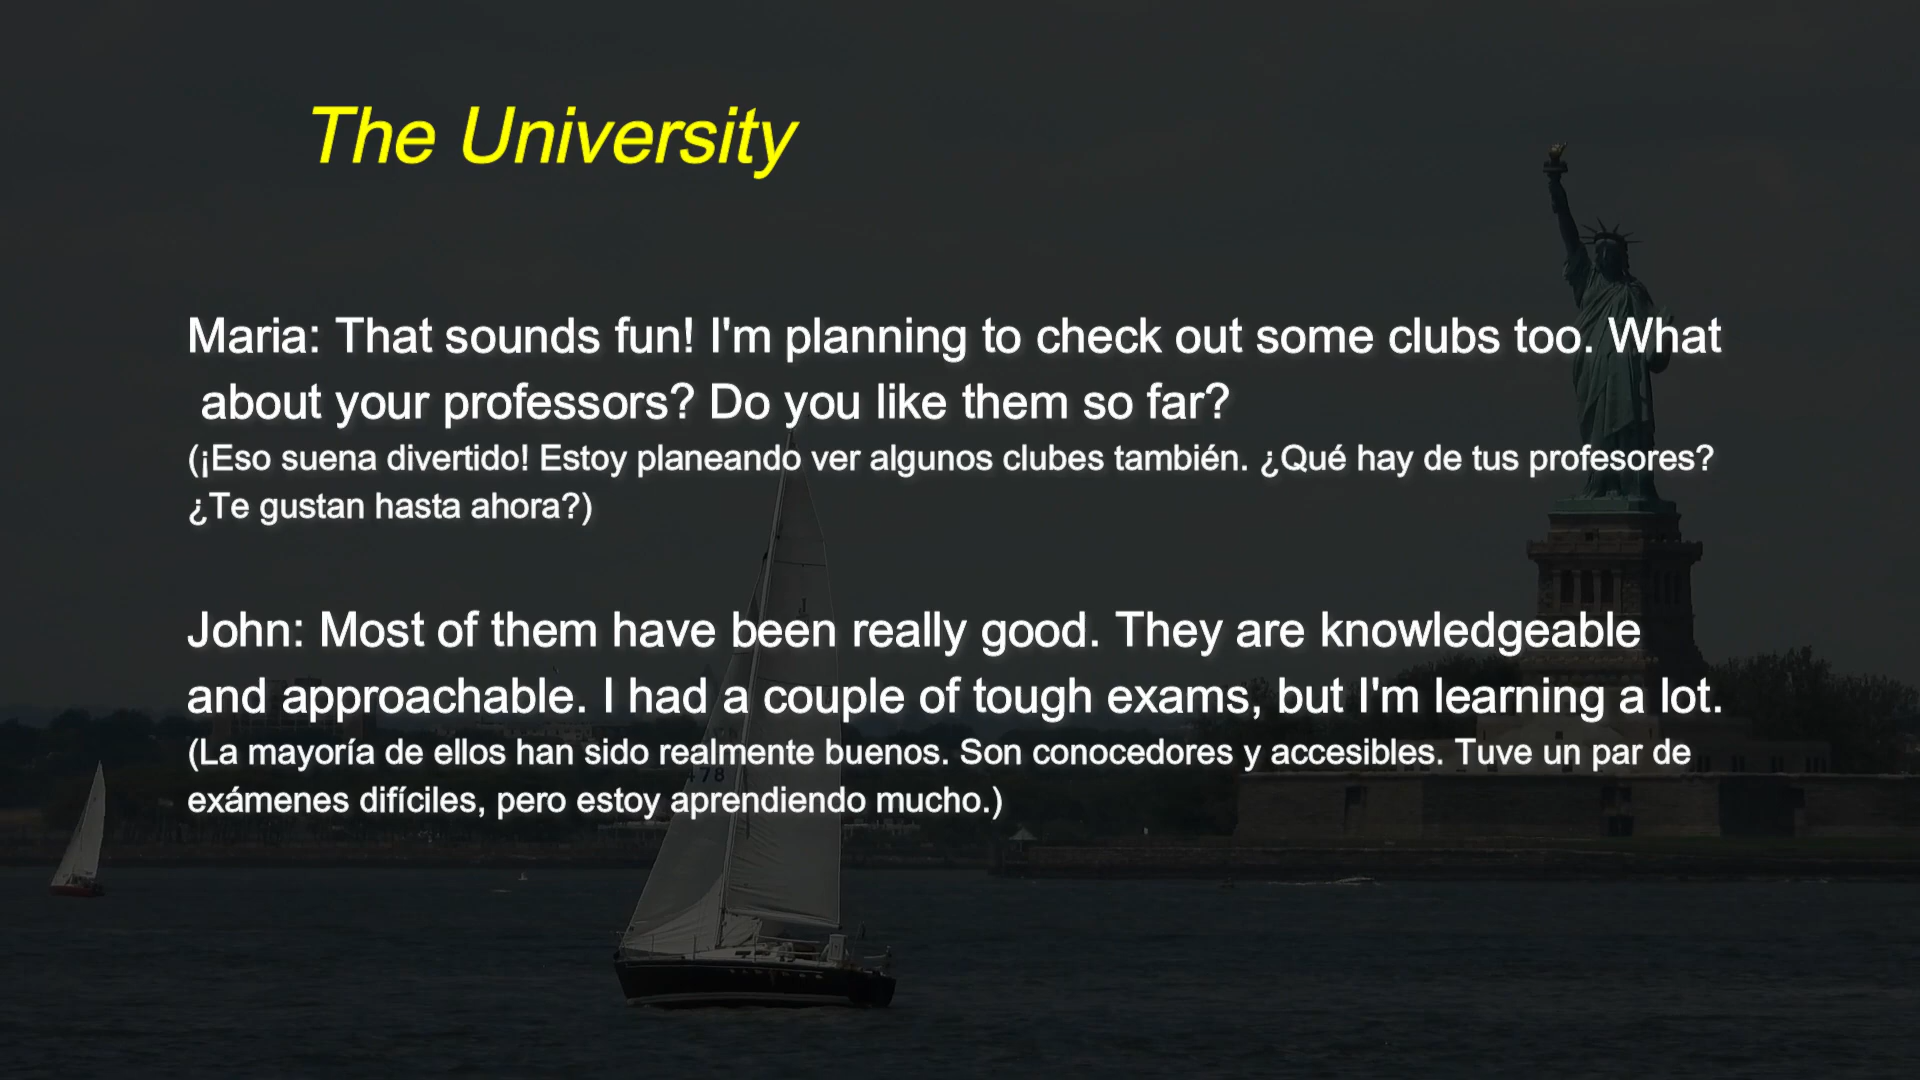 The University
Maria: That sounds fun! I'm planning to check out some clubs too. What
about your professors? Do you like them so far?
(¡Eso suena divertido! Estoy planeando ver algunos clubes también. ¿Qué hay de tus profesores?
¿Te gustan hasta ahora?)
John: Most of them have been really good. They are knowledgeable
and approachable. I had a couple of tough exams, but I'm learning a lot.
(La mayoría de ellos han sido realmente buenos. Son conocedores y accesibles. Tuve un par de
exámenes difíciles, pero estoy aprendiendo mucho.)